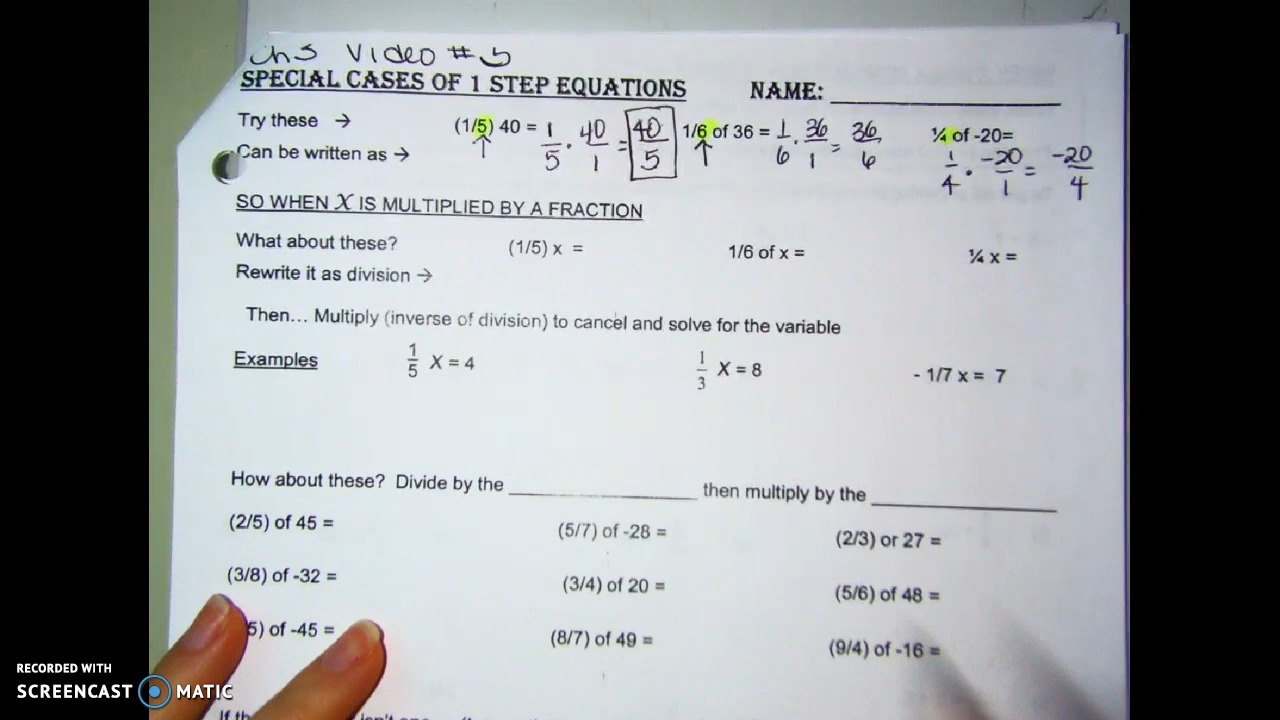 Ch 5 Video #5
SPECIAL CASES OF 1 STEP EQUATIONS NAME: ____________________
Try these → (1/5) 40 = 1/5 · 40/1 = 40/5 1/6 of 36 = 1/6 · 36/1 = 36/6 ¼ of -20=
Can be written as → 1/4 · -20/1 = -20/4
SO WHEN X IS MULTIPLIED BY A FRACTION
What about these? (1/5) x = 1/6 of x = ¼ x =
Rewrite it as division →
Then... Multiply (inverse of division) to cancel and solve for the variable
Examples 1/5 X = 4 1/3 X = 8 - 1/7 x = 7
How about these? Divide by the ____________________ then multiply by the ____________________
(2/5) of 45 = (5/7) of -28 = (2/3) or 27 =
(3/8) of -32 = (3/4) of 20 = (5/6) of 48 =
5) of -45 = (8/7) of 49 = (9/4) of -16 =
RECORDED WITH
SCREENCAST MATIC